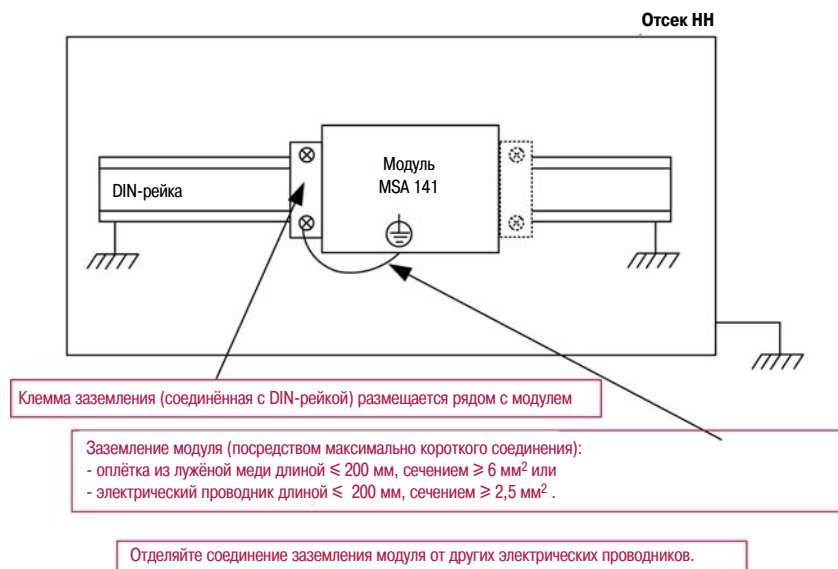 Отсек НН
Модуль
MSA 141
DIN-рейка
Клемма заземления (соединённая с DIN-рейкой) размещается рядом с модулем
Заземление модуля (посредством максимально короткого соединения):
- оплётка из лужёной меди длиной ⩽ 200 мм, сечением ⩾ 6 мм² или
- электрический проводник длиной ⩽ 200 мм, сечением ⩾ 2,5 мм² .
Отделяйте соединение заземления модуля от других электрических проводников.